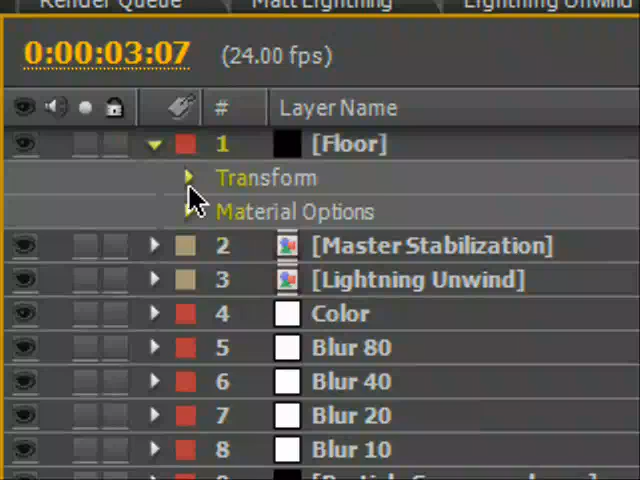 Render Queue Matt Lightning Lightning Unwind
0:00:03:07 (24.00 fps)
# Layer Name
1 [Floor]
Transform
Material Options
2 [Master Stabilization]
3 [Lightning Unwind]
4 Color
5 Blur 80
6 Blur 40
7 Blur 20
8 Blur 10